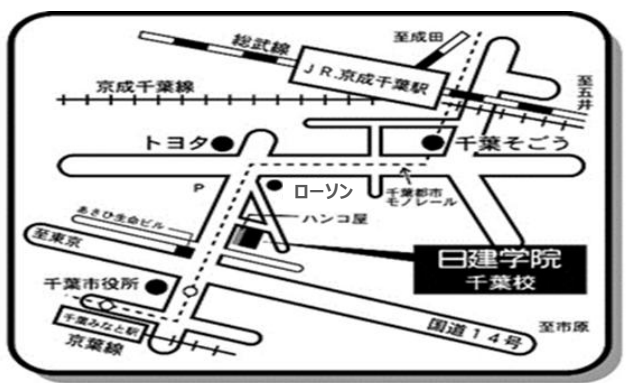 総武線
至成田
JR.京成千葉駅
京成千葉線
至五井
トヨタ
千葉そごう
P
ローソン
千葉都市
モノレール
あさひ生命ビル
ハンコ屋
至東京
日建学院
千葉校
千葉市役所
千葉みなと駅
京葉線
国道14号
至市原